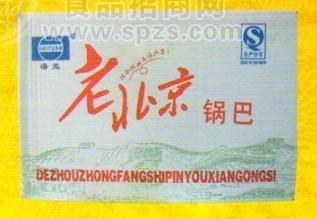 食品招商网
www.spzs.com
HAIYUAN
海元
老北京
锅巴
DEZHOUZHONGFANGSHIPINYOUXIANGONGSI